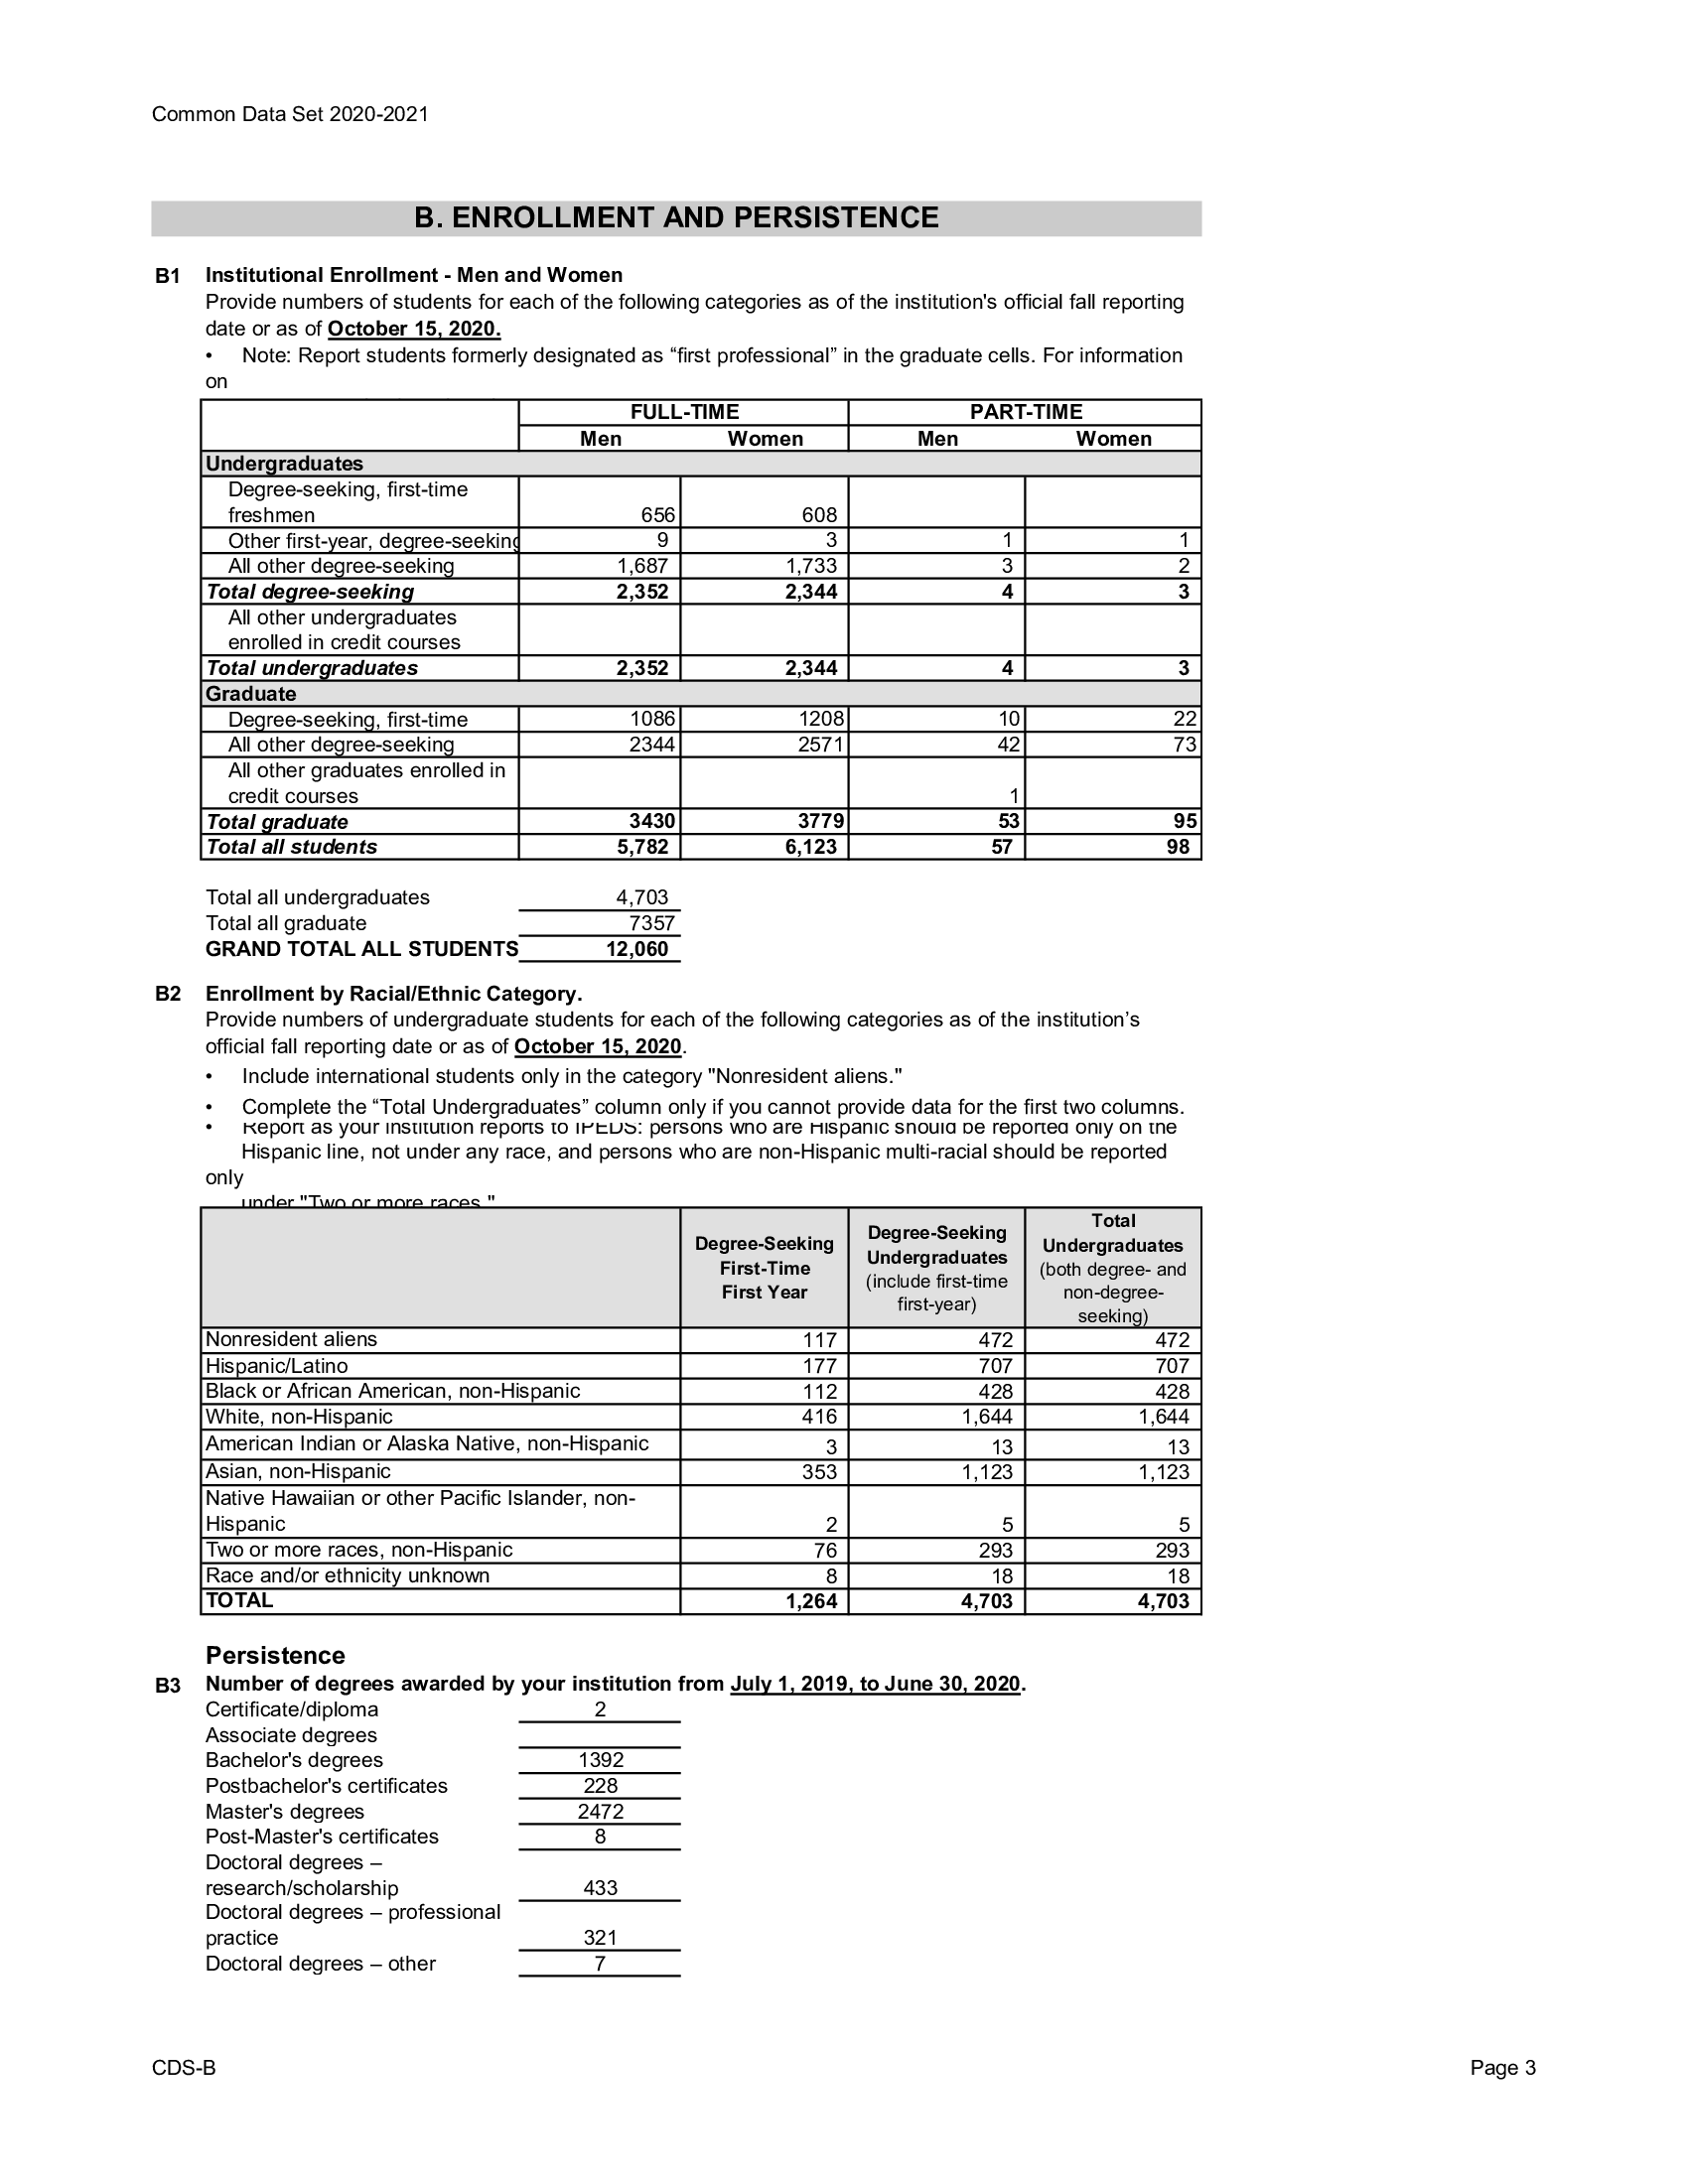 Common Data Set 2020-2021
B. ENROLLMENT AND PERSISTENCE
B1 Institutional Enrollment - Men and Women
Provide numbers of students for each of the following categories as of the institution's official fall reporting
date or as of October 15, 2020.
• Note: Report students formerly designated as “first professional” in the graduate cells. For information
on
FULL-TIME PART-TIME
Men Women Men Women
Undergraduates
Degree-seeking, first-time
freshmen 656 608
Other first-year, degree-seeking 9 3 1 1
All other degree-seeking 1,687 1,733 3 2
Total degree-seeking 2,352 2,344 4 3
All other undergraduates
enrolled in credit courses
Total undergraduates 2,352 2,344 4 3
Graduate
Degree-seeking, first-time 1086 1208 10 22
All other degree-seeking 2344 2571 42 73
All other graduates enrolled in
credit courses 1
Total graduate 3430 3779 53 95
Total all students 5,782 6,123 57 98
Total all undergraduates 4,703
Total all graduate 7357
GRAND TOTAL ALL STUDENTS 12,060
B2 Enrollment by Racial/Ethnic Category.
Provide numbers of undergraduate students for each of the following categories as of the institution’s
official fall reporting date or as of October 15, 2020.
• Include international students only in the category "Nonresident aliens."
• Complete the “Total Undergraduates” column only if you cannot provide data for the first two columns.
• Report as your institution reports to IPEDS: persons who are Hispanic should be reported only on the
Hispanic line, not under any race, and persons who are non-Hispanic multi-racial should be reported
only
under "Two or more races."
Degree-Seeking
First-Time
First Year
Degree-Seeking
Undergraduates
(include first-time
first-year)
Total
Undergraduates
(both degree- and
non-degree-
seeking)
Nonresident aliens 117 472 472
Hispanic/Latino 177 707 707
Black or African American, non-Hispanic 112 428 428
White, non-Hispanic 416 1,644 1,644
American Indian or Alaska Native, non-Hispanic 3 13 13
Asian, non-Hispanic 353 1,123 1,123
Native Hawaiian or other Pacific Islander, non-
Hispanic 2 5 5
Two or more races, non-Hispanic 76 293 293
Race and/or ethnicity unknown 8 18 18
TOTAL 1,264 4,703 4,703
Persistence
B3 Number of degrees awarded by your institution from July 1, 2019, to June 30, 2020.
Certificate/diploma 2
Associate degrees
Bachelor's degrees 1392
Postbachelor's certificates 228
Master's degrees 2472
Post-Master's certificates 8
Doctoral degrees –
research/scholarship 433
Doctoral degrees – professional
practice 321
Doctoral degrees – other 7
CDS-B Page 3